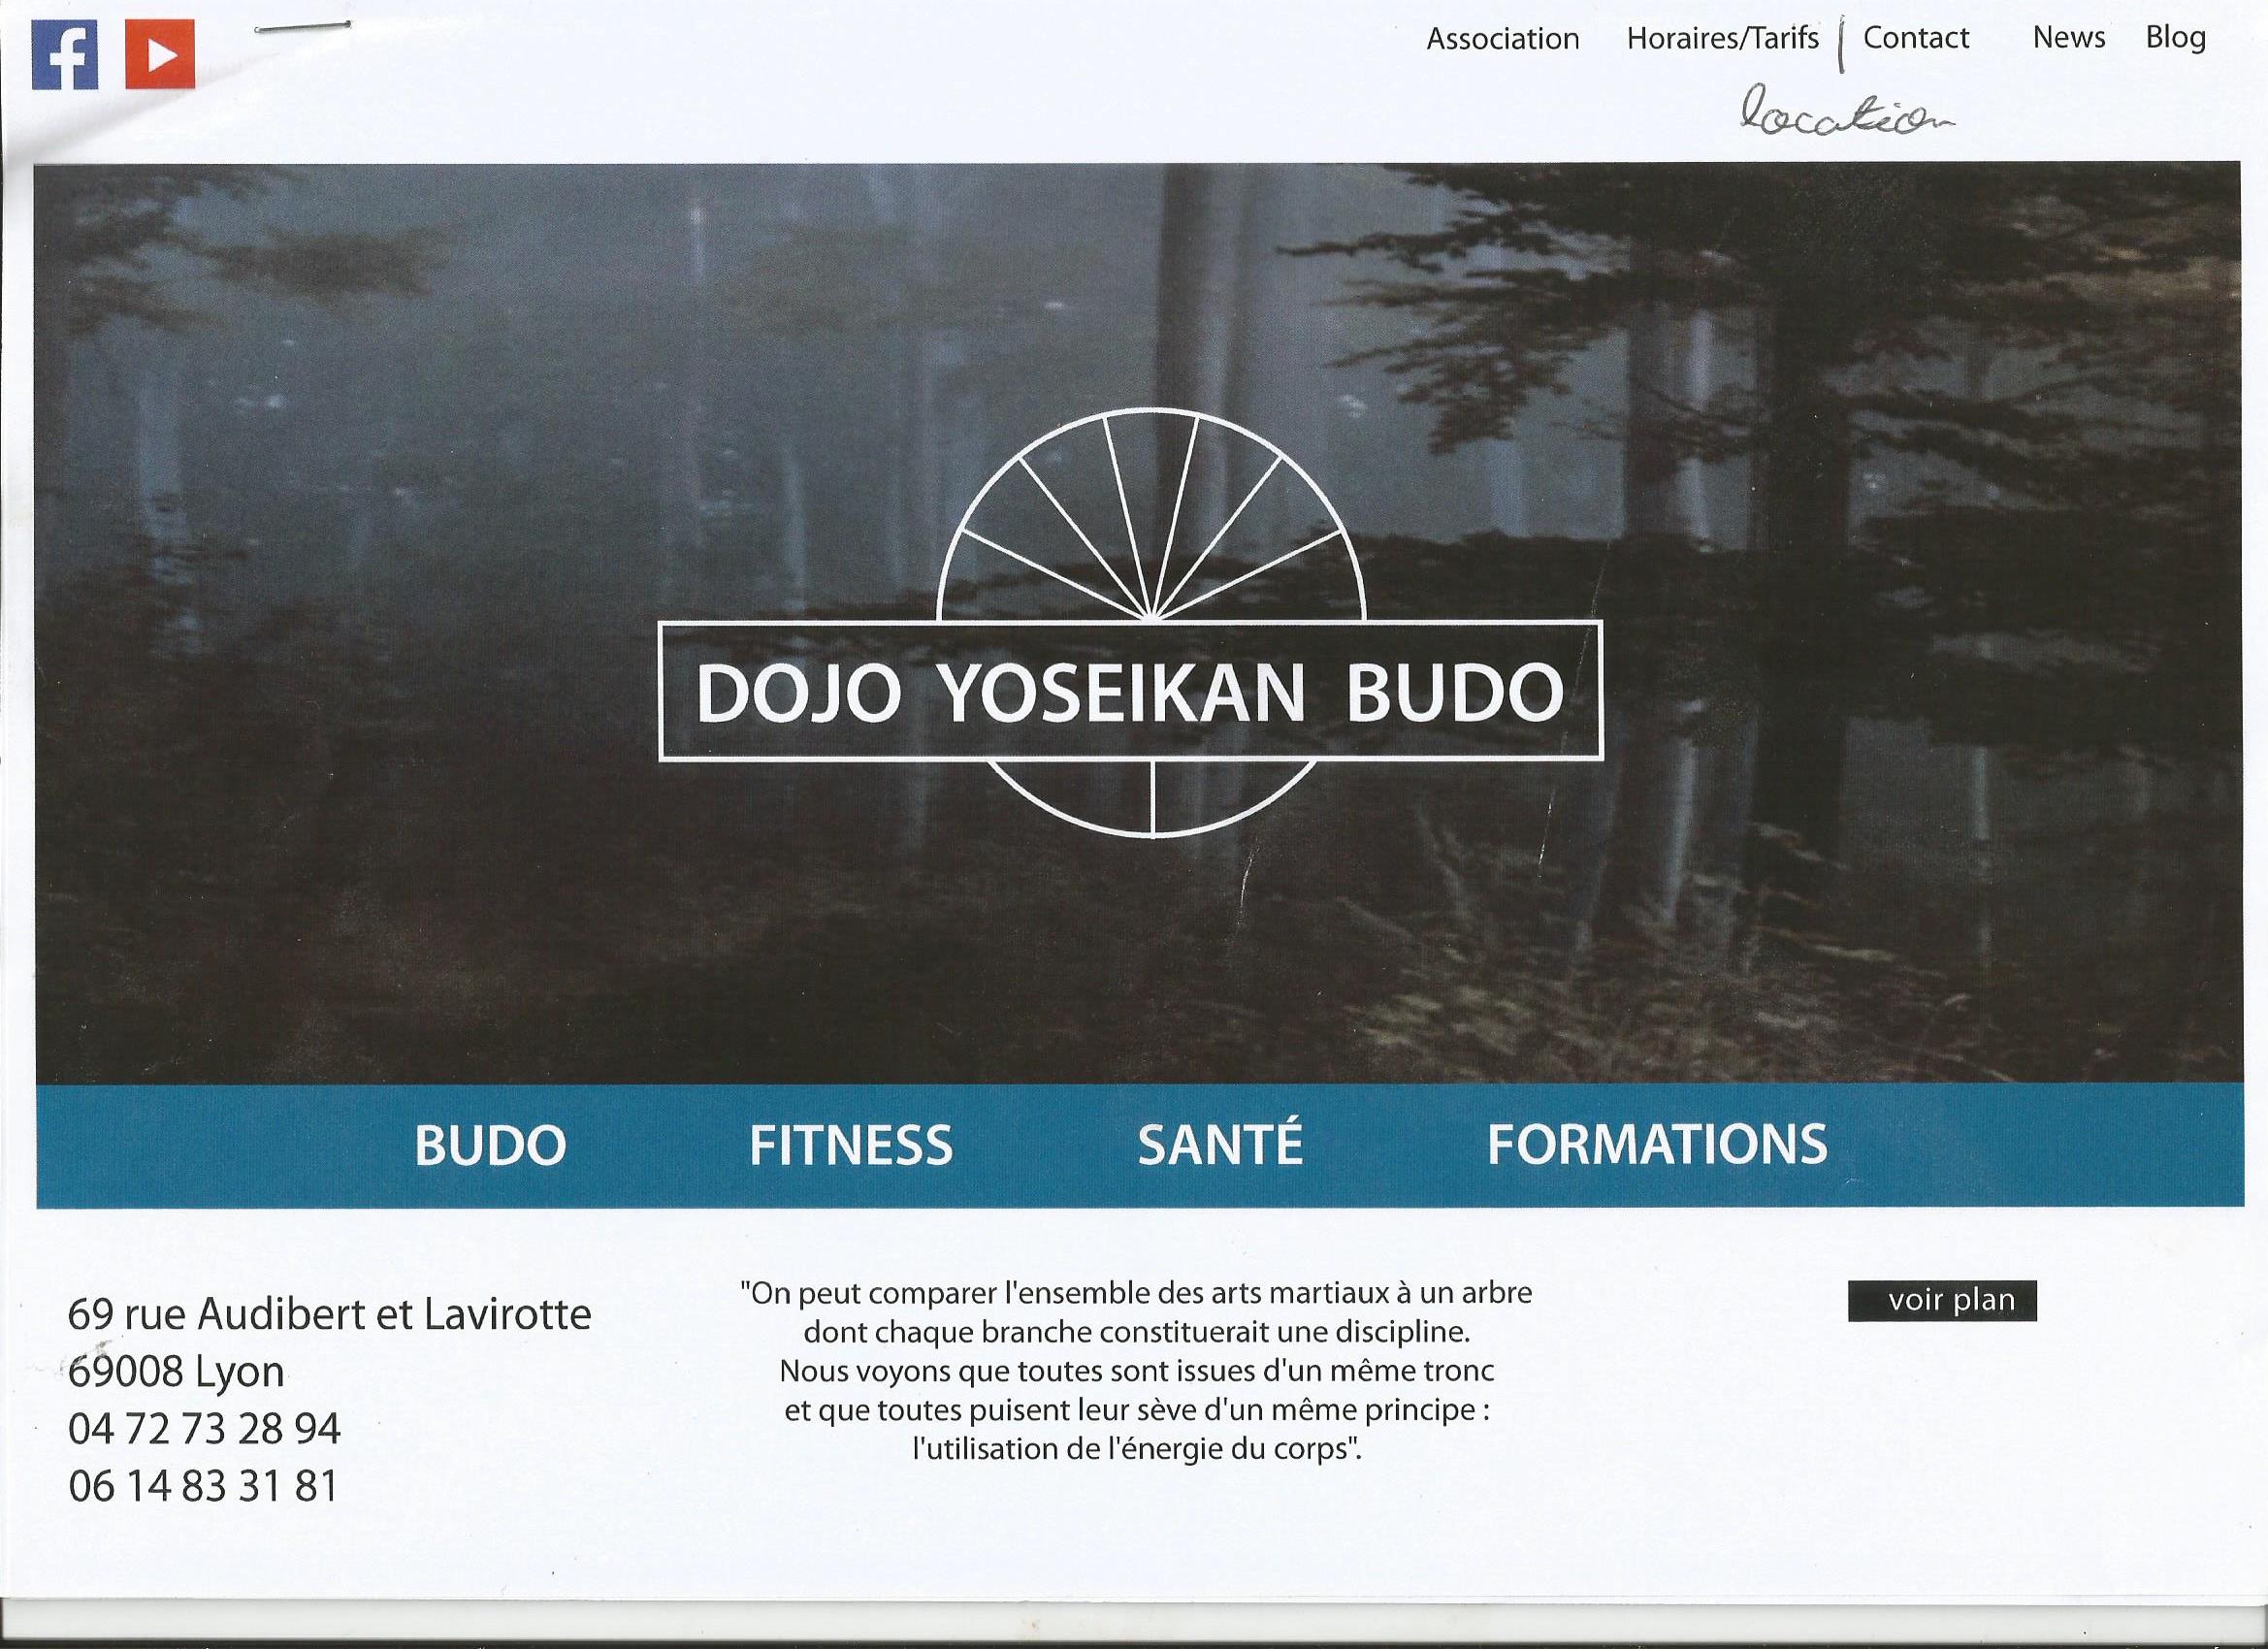 Association Horaires/Tarifs | Contact News Blog
location
DOJO YOSEIKAN BUDO
BUDO FITNESS SANTÉ FORMATIONS
69 rue Audibert et Lavirotte
69008 Lyon
04 72 73 28 94
06 14 83 31 81
"On peut comparer l'ensemble des arts martiaux à un arbre
dont chaque branche constituerait une discipline.
Nous voyons que toutes sont issues d'un même tronc
et que toutes puisent leur sève d'un même principe :
l'utilisation de l'énergie du corps".
voir plan